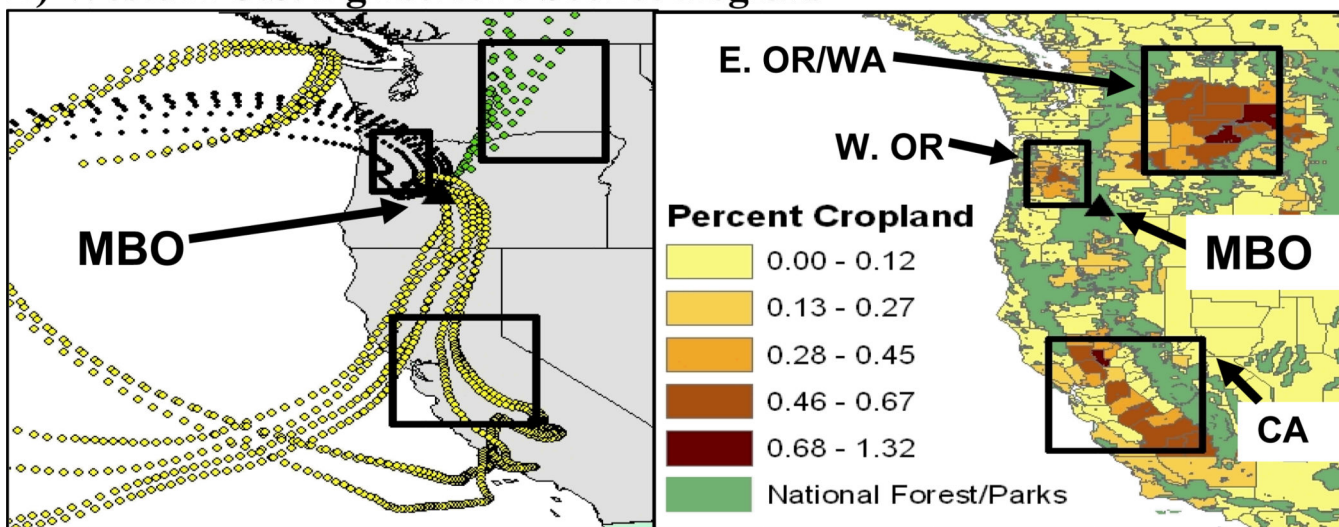 MBO
E. OR/WA
W. OR
MBO
CA
Percent Cropland
0.00 - 0.12
0.13 - 0.27
0.28 - 0.45
0.46 - 0.67
0.68 - 1.32
National Forest/Parks